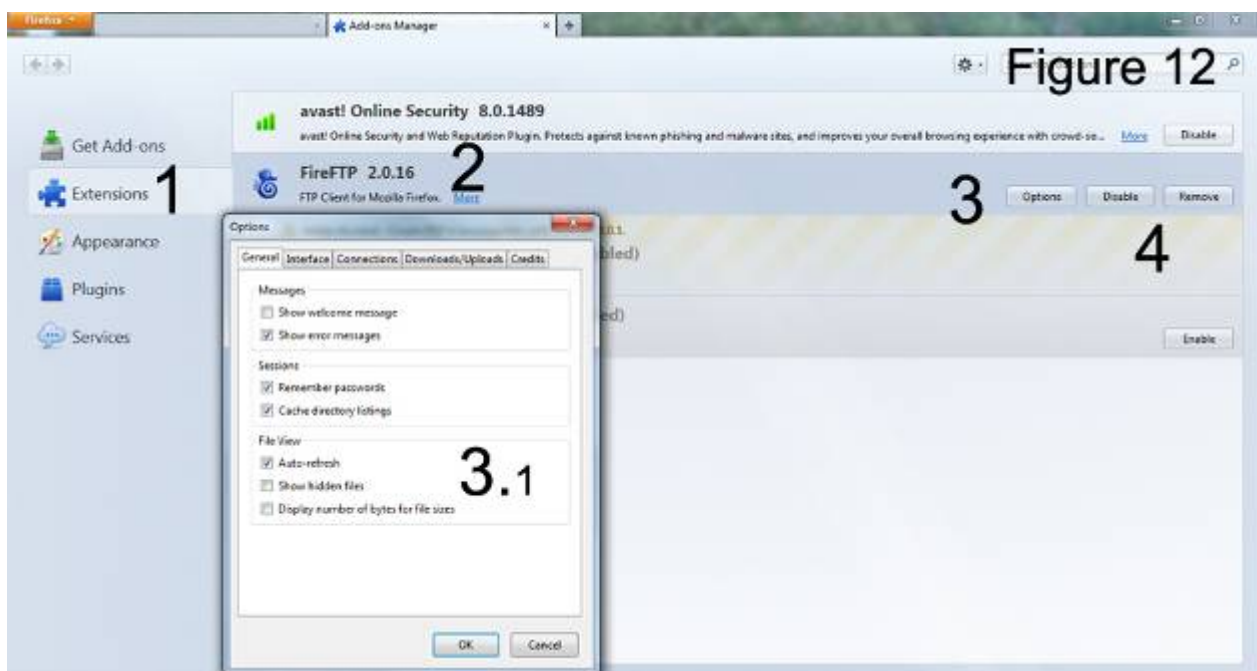 Firefox
Add-ons Manager
Figure 12
Get Add-ons
Extensions
Appearance
Plugins
Services
1
avast! Online Security 8.0.1489
avast! Online Security and Web Reputation Plugin. Protects against known phishing and malware sites, and improves your overall browsing experience with crowd-se... More
Disable
FireFTP 2.0.16
FTP Client for Mozilla Firefox. More
2
3
Options Disable Remove
4
bled)
ed)
Enable
Options
General Interface Connections Downloads/Uploads Credits
Messages
Show welcome message
Show error messages
Sessions
Remember passwords
Cache directory listings
File View
Auto-refresh
Show hidden files
Display number of bytes for file sizes
3.1
OK Cancel